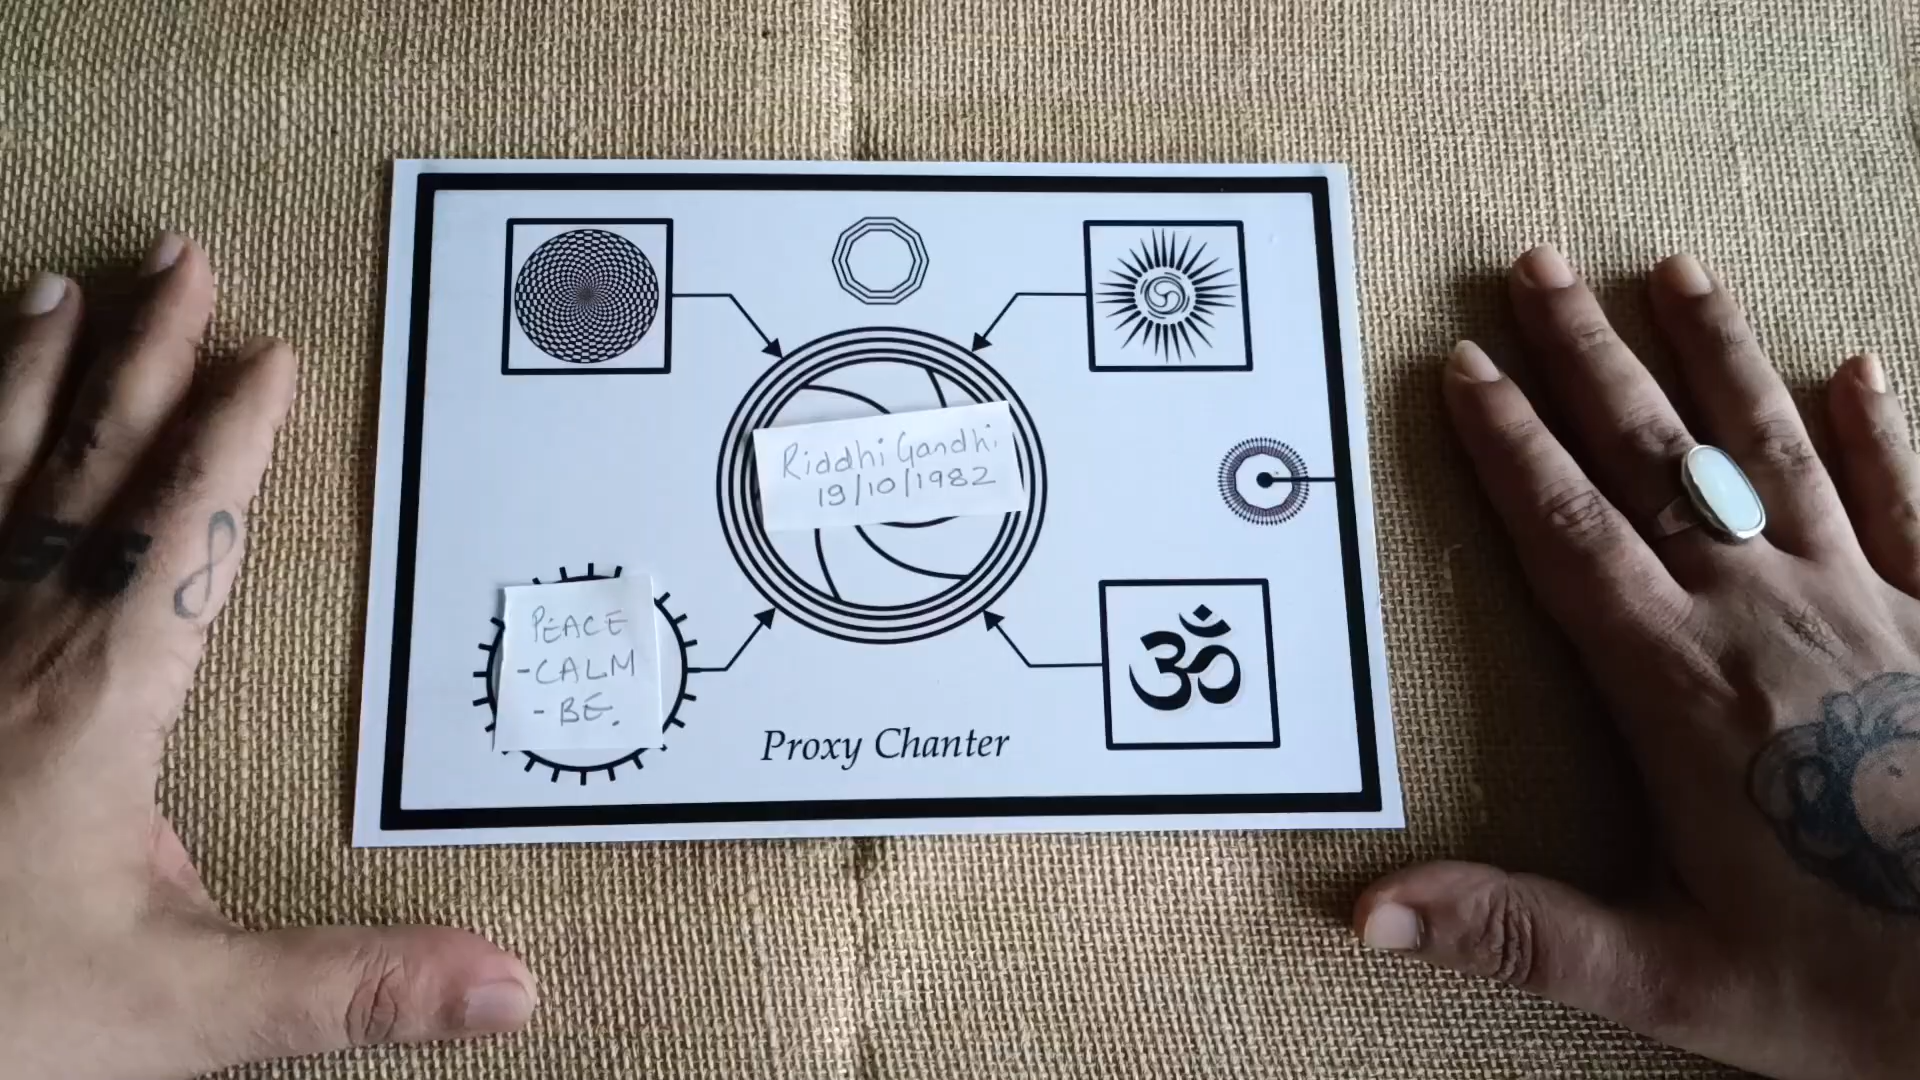 Riddhi Gandhi
19/10/1982
PEACE
-CALM
-BE.
ॐ
Proxy Chanter